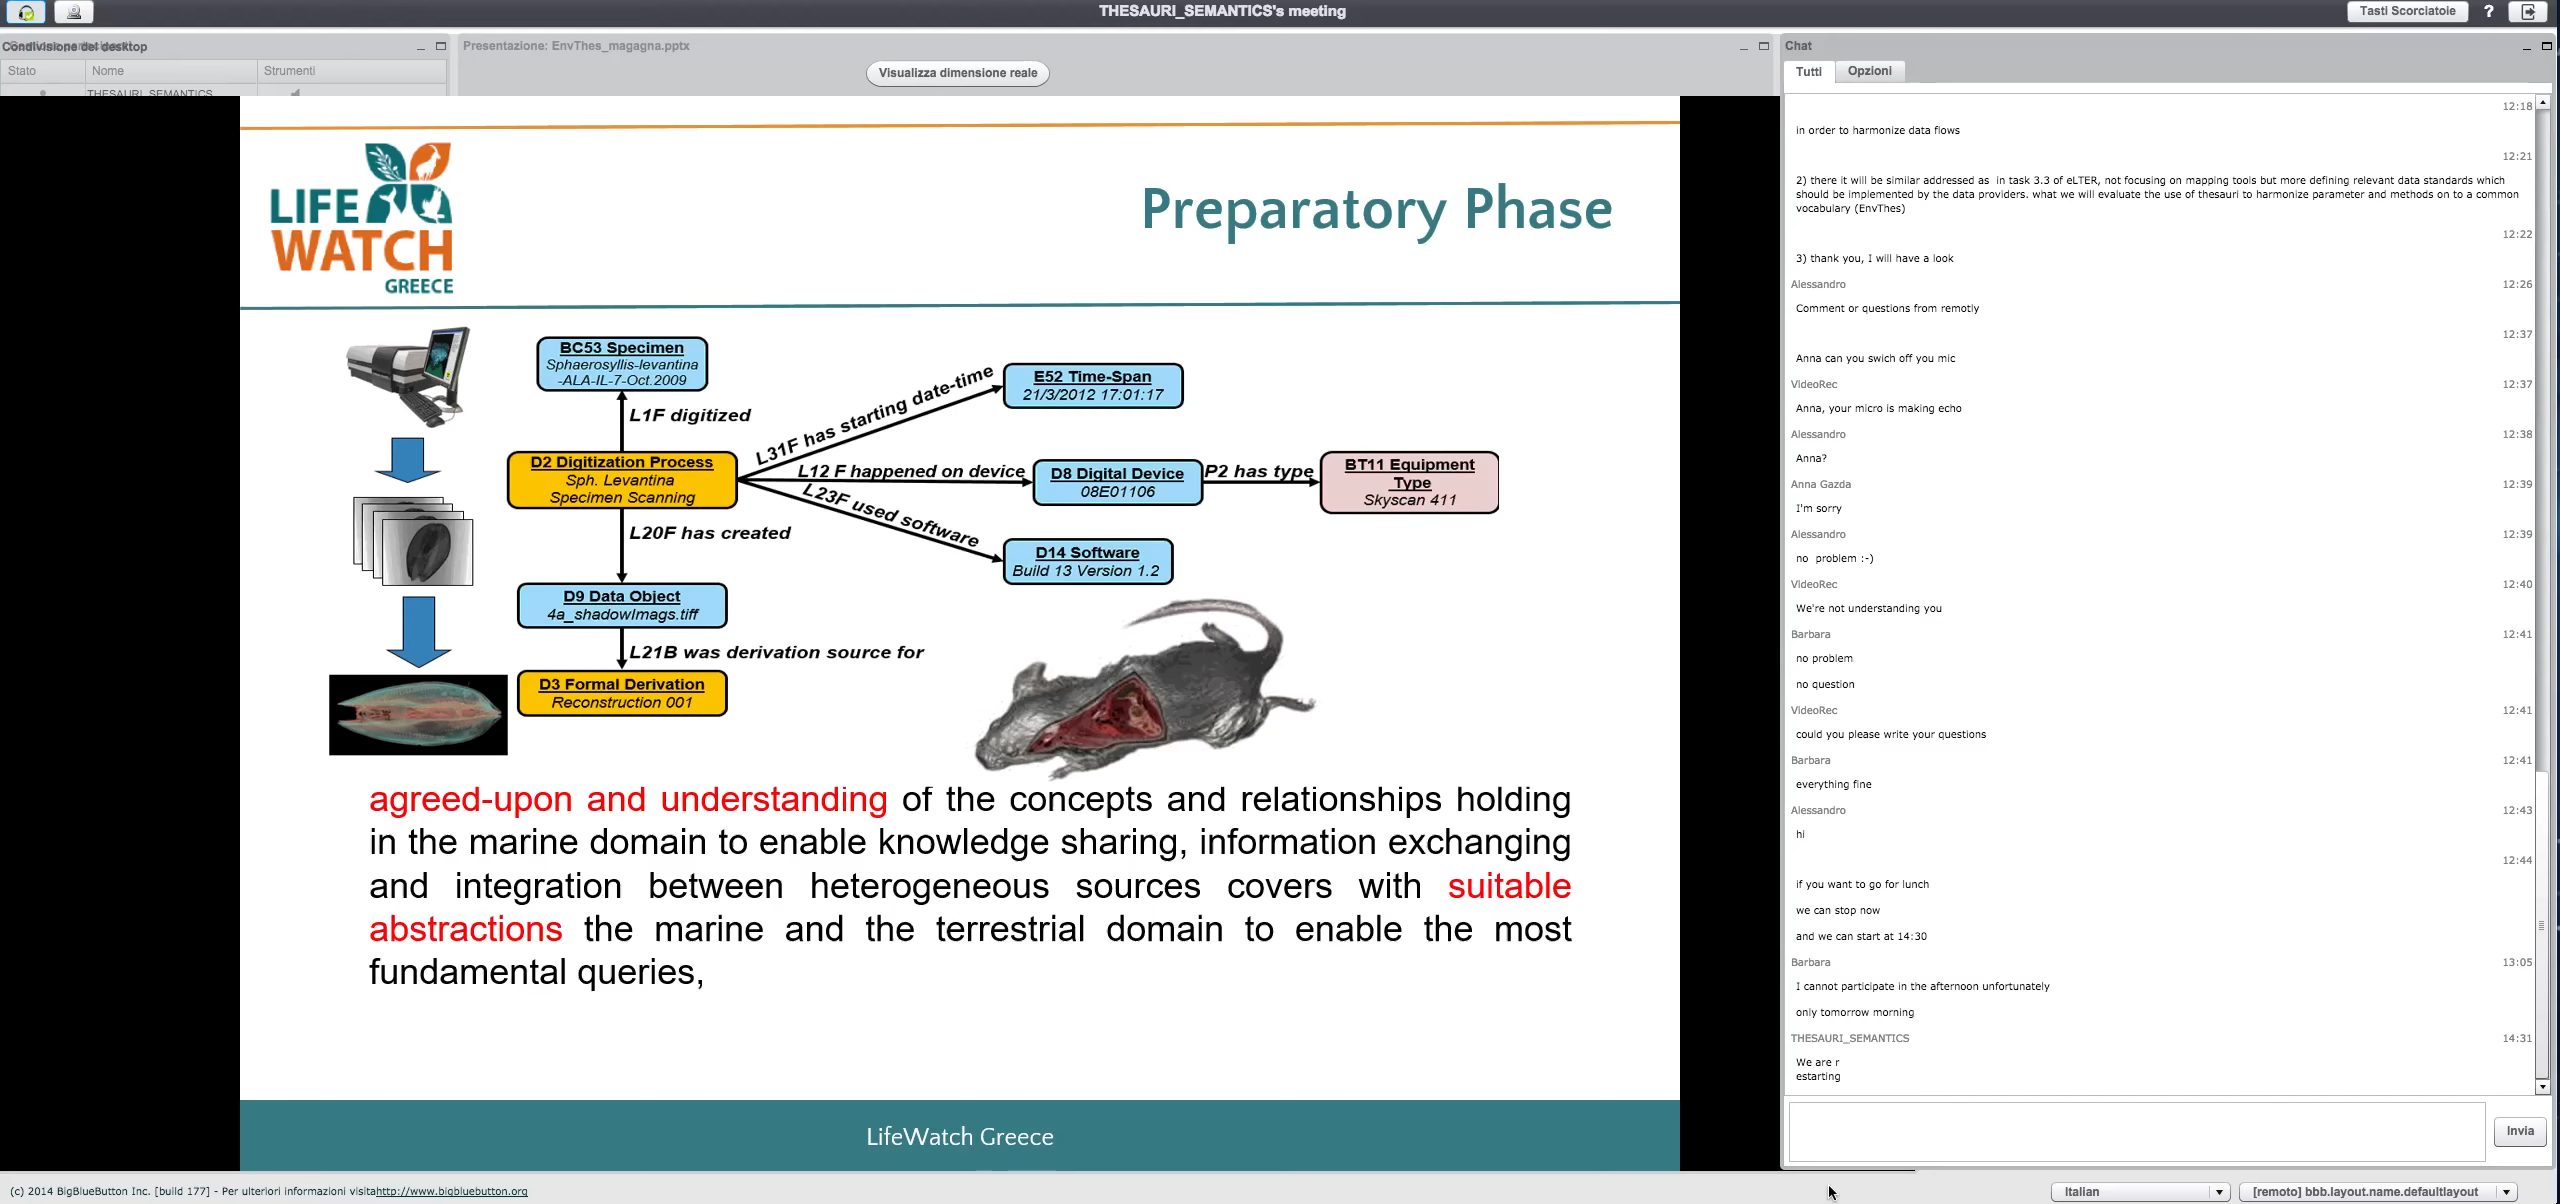 THESAURI_SEMANTICS's meeting
Tasti Scorciatoie
?
Condivisione del desktop
Stato
Nome
Strumenti
THESAURI_SEMANTICS
Presentazione: EnvThes_magagna.pptx
Visualizza dimensione reale
LIFE
WATCH
GREECE
Preparatory Phase
BC53 Specimen
Sphaerosyllis-levantina
-ALA-IL-7-Oct.2009
L1F digitized
D2 Digitization Process
Sph. Levantina
Specimen Scanning
L31F has starting date-time
E52 Time-Span
21/3/2012 17:01:17
L12 F happened on device
D8 Digital Device
08E01106
P2 has type
BT11 Equipment
Type
Skyscan 411
L23F used software
D14 Software
Build 13 Version 1.2
L20F has created
D9 Data Object
4a_shadowImags.tiff
L21B was derivation source for
D3 Formal Derivation
Reconstruction 001
agreed-upon and understanding of the concepts and relationships holding
in the marine domain to enable knowledge sharing, information exchanging
and integration between heterogeneous sources covers with suitable
abstractions the marine and the terrestrial domain to enable the most
fundamental queries,
LifeWatch Greece
Chat
Tutti
Opzioni
12:18
in order to harmonize data flows
12:21
2) there it will be similar addressed as  in task 3.3 of eLTER, not focusing on mapping tools but more defining relevant data standards which
should be implemented by the data providers. what we will evaluate the use of thesauri to harmonize parameter and methods on to a common
vocabulary (EnvThes)
12:22
3) thank you, I will have a look
Alessandro 12:26
Comment or questions from remotly
12:37
Anna can you swich off you mic
VideoRec 12:37
Anna, your micro is making echo
Alessandro 12:38
Anna?
Anna Gazda 12:39
I'm sorry
Alessandro 12:39
no  problem :-)
VideoRec 12:40
We're not understanding you
Barbara 12:41
no problem
no question
VideoRec 12:41
could you please write your questions
Barbara 12:41
everything fine
Alessandro 12:43
hi
12:44
if you want to go for lunch
we can stop now
and we can start at 14:30
Barbara 13:05
I cannot participate in the afternoon unfortunately
only tomorrow morning
THESAURI_SEMANTICS 14:31
We are r
estarting
Invia
(c) 2014 BigBlueButton Inc. [build 177] - Per ulteriori informazioni visitahttp://www.bigbluebutton.org
Italian
[remoto] bbb.layout.name.defaultlayout